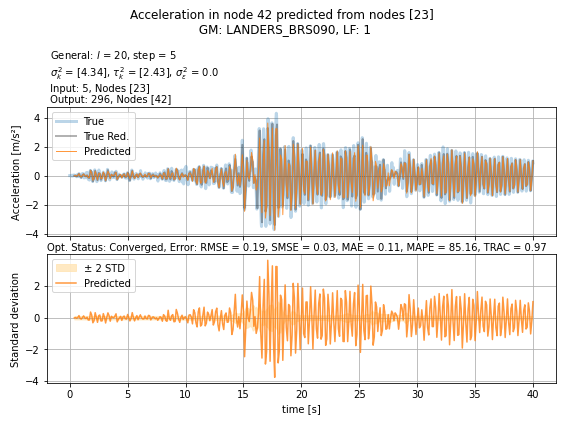 Acceleration in node 42 predicted from nodes [23]
GM: LANDERS_BRS090, LF: 1
General: l = 20, step = 5
σ²ₖ = [4.34], τ²ₖ = [2.43], σ²ε = 0.0
Input: 5, Nodes [23]
Output: 296, Nodes [42]
Acceleration [m/s²]
4
2
0
−2
−4
True
True Red.
Predicted
Opt. Status: Converged, Error: RMSE = 0.19, SMSE = 0.03, MAE = 0.11, MAPE = 85.16, TRAC = 0.97
Standard deviation
2
0
−2
−4
± 2 STD
Predicted
0 5 10 15 20 25 30 35 40
time [s]